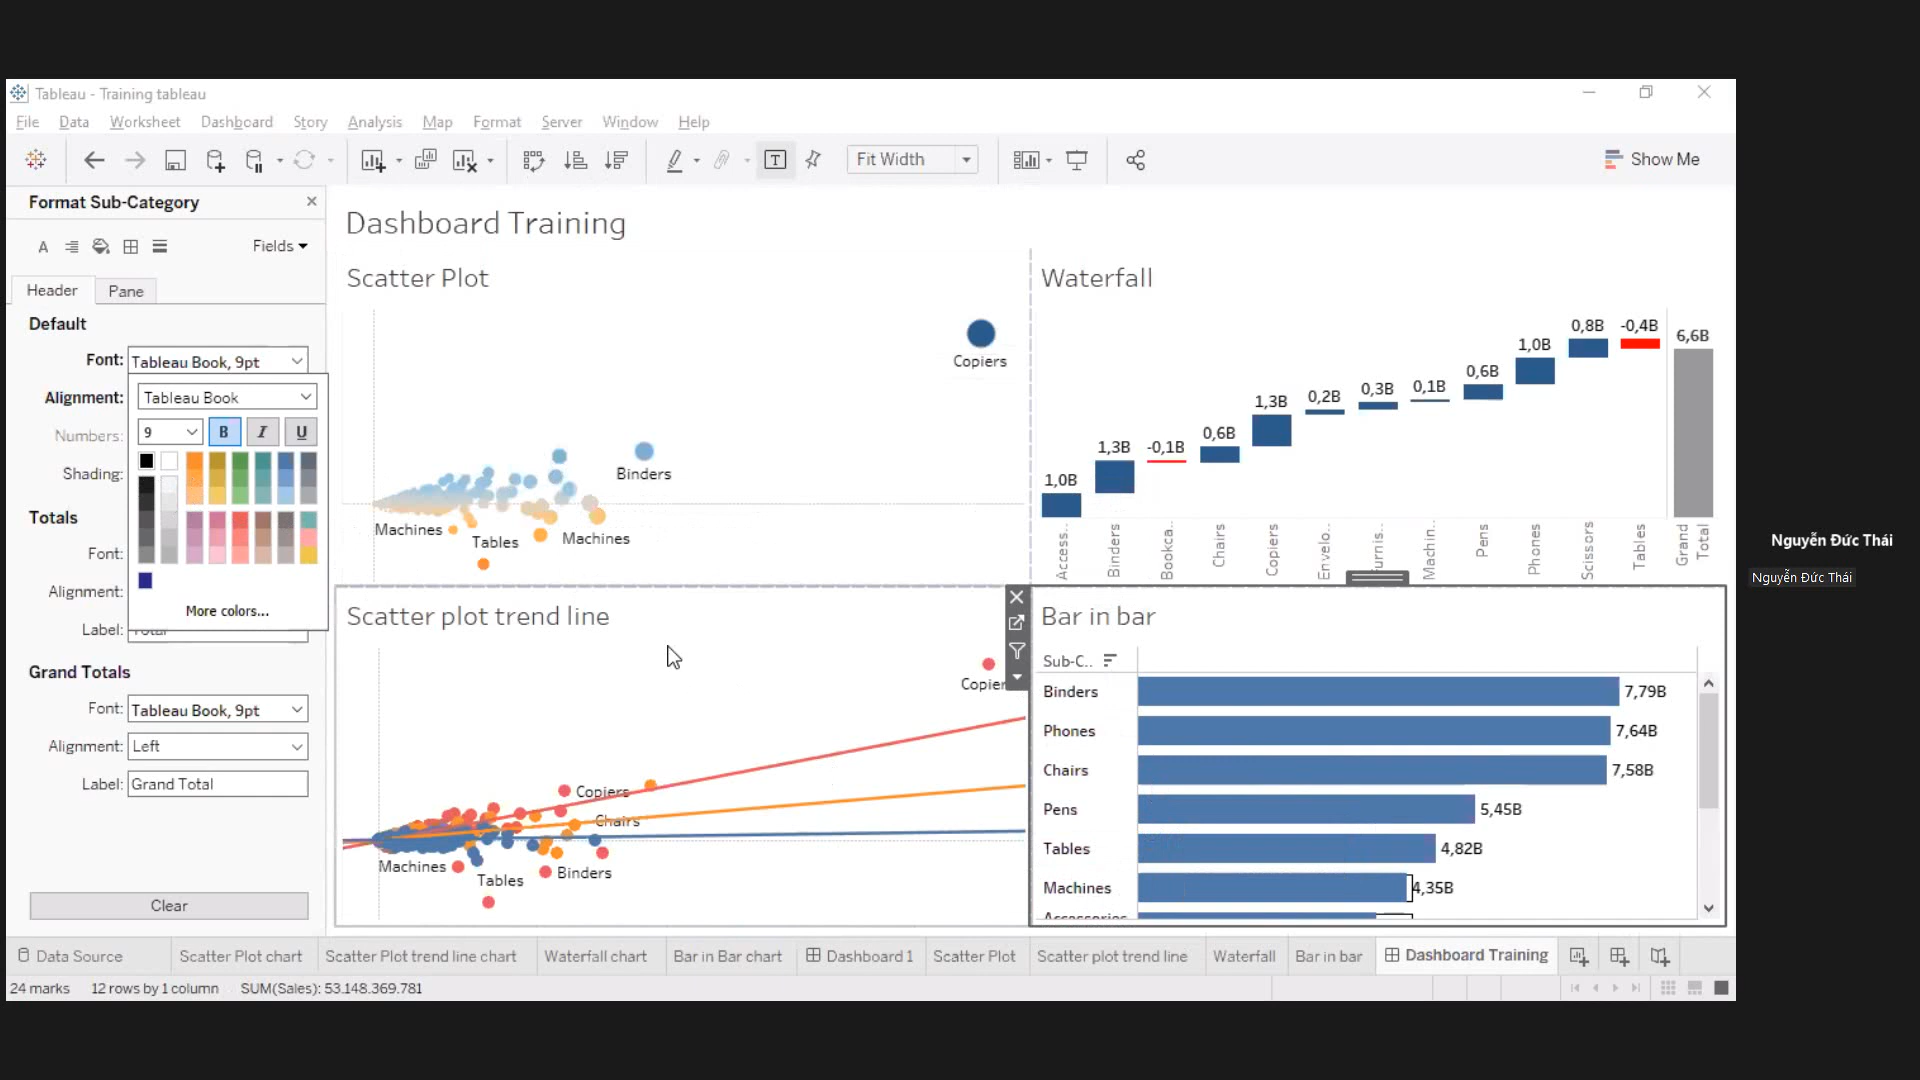 Tableau - Training tableau
File Data Worksheet Dashboard Story Analysis Map Format Server Window Help
Fit Width
Show Me
Format Sub-Category
Fields
Header Pane
Default
Font: Tableau Book, 9pt
Alignment: Tableau Book
Numbers: 9 B I U
Shading:
Totals
Font:
Alignment:
More colors...
Label:
Grand Totals
Font: Tableau Book, 9pt
Alignment: Left
Label: Grand Total
Clear
Dashboard Training
Scatter Plot
Copiers
Binders
Machines
Tables
Machines
Waterfall
1,0B
1,3B
-0,1B
0,6B
1,3B
0,2B
0,3B
0,1B
0,6B
1,0B
0,8B
-0,4B
6,6B
Access..
Binders
Bookca..
Chairs
Copiers
Envelo..
Furnis..
Machin..
Pens
Phones
Scissors
Tables
Grand Total
Scatter plot trend line
Copier
Copiers
Chairs
Machines
Tables
Binders
Bar in bar
Sub-C..
Binders 7,79B
Phones 7,64B
Chairs 7,58B
Pens 5,45B
Tables 4,82B
Machines 4,35B
Accessories
Data Source Scatter Plot chart Scatter Plot trend line chart Waterfall chart Bar in Bar chart Dashboard 1 Scatter Plot Scatter plot trend line Waterfall Bar in bar Dashboard Training
24 marks 12 rows by 1 column SUM(Sales): 53.148.369.781
Nguyễn Đức Thái
Nguyễn Đức Thái